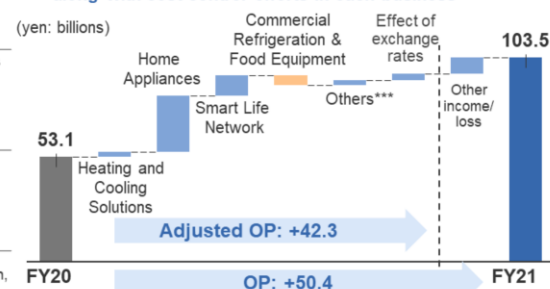 (yen: billions)
Commercial
Refrigeration &
Food Equipment
Effect of
exchange
rates
103.5
Home
Appliances
Smart Life
Network
Others***
Other
income/
loss
53.1
Heating and
Cooling
Solutions
Adjusted OP: +42.3
FY20
OP: +50.4
FY21